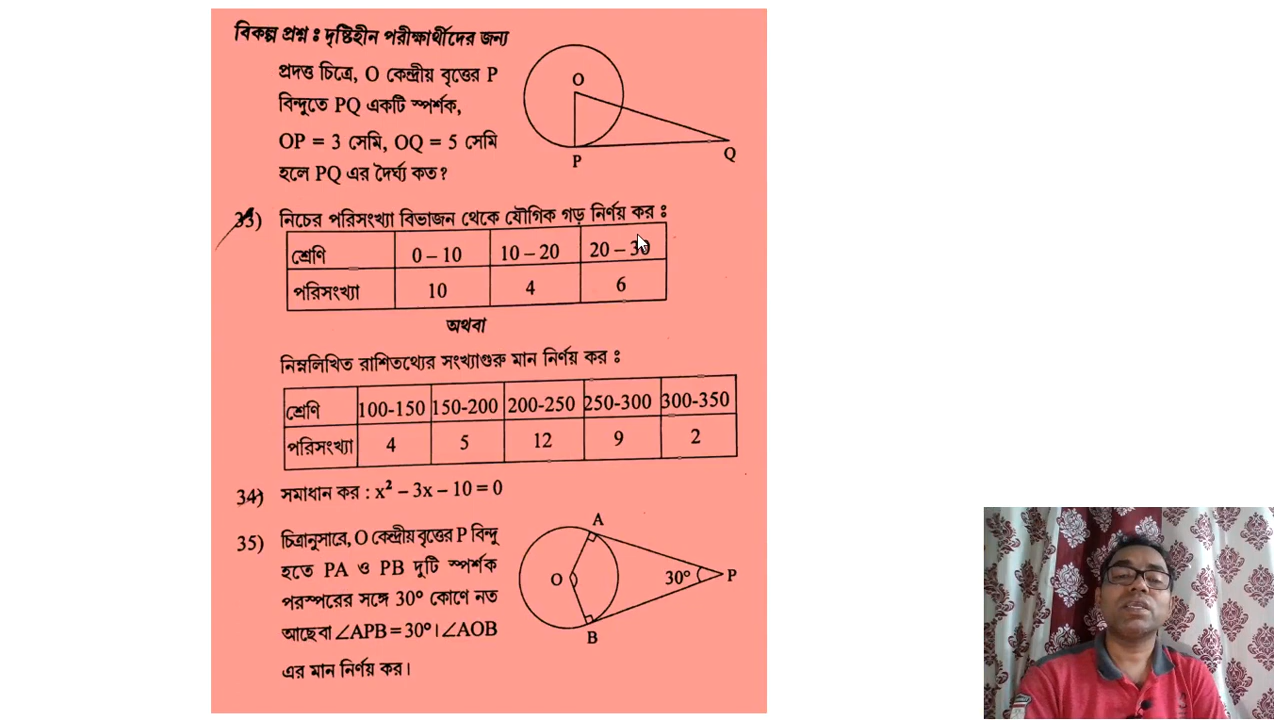 বিকল্প প্রশ্ন : দৃষ্টিহীন পরীক্ষার্থীদের জন্য
প্রদত্ত চিত্রে, O কেন্দ্রীয় বৃত্তের P
বিন্দুতে PQ একটি স্পর্শক,
OP = 3 সেমি, OQ = 5 সেমি
হলে PQ এর দৈর্ঘ্য কত?
O
P
Q
33) নিচের পরিসংখ্যা বিভাজন থেকে যৌগিক গড় নির্ণয় কর :
শ্রেণি 0 – 10 10 – 20 20 – 30
পরিসংখ্যা 10 4 6
অথবা
নিম্নলিখিত রাশিতথ্যের সংখ্যাগুরু মান নির্ণয় কর :
শ্রেণি 100-150 150-200 200-250 250-300 300-350
পরিসংখ্যা 4 5 12 9 2
34) সমাধান কর : x² – 3x – 10 = 0
35) চিত্রানুসারে, O কেন্দ্রীয় বৃত্তের P বিন্দু
হতে PA ও PB দুটি স্পর্শক
পরস্পরের সঙ্গে 30° কোণে নত
আছে বা ∠APB = 30°। ∠AOB
এর মান নির্ণয় কর।
A
O
30°
P
B